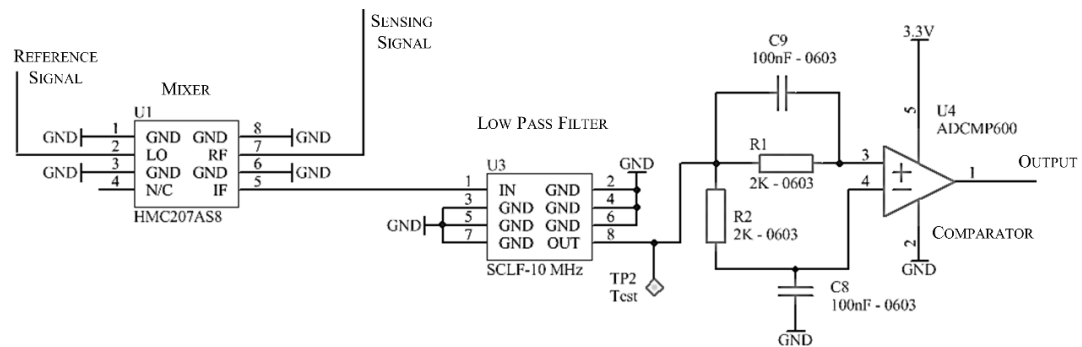 SENSING
SIGNAL
REFERENCE
SIGNAL
MIXER
U1
GND 1 GND GND 8 GND
2 LO RF 7
GND 3 GND GND 6 GND
4 N/C IF 5
HMC207AS8
LOW PASS FILTER
U3
GND
1 IN GND 2
3 GND GND 4
GND 5 GND GND 6
7 GND OUT 8
SCLF-10 MHz
TP2
Test
C9
100nF - 0603
R1
2K - 0603
R2
2K - 0603
C8
100nF - 0603
GND
3.3V
5
U4
ADCMP600
3
4
+
-
1
OUTPUT
2
COMPARATOR
GND